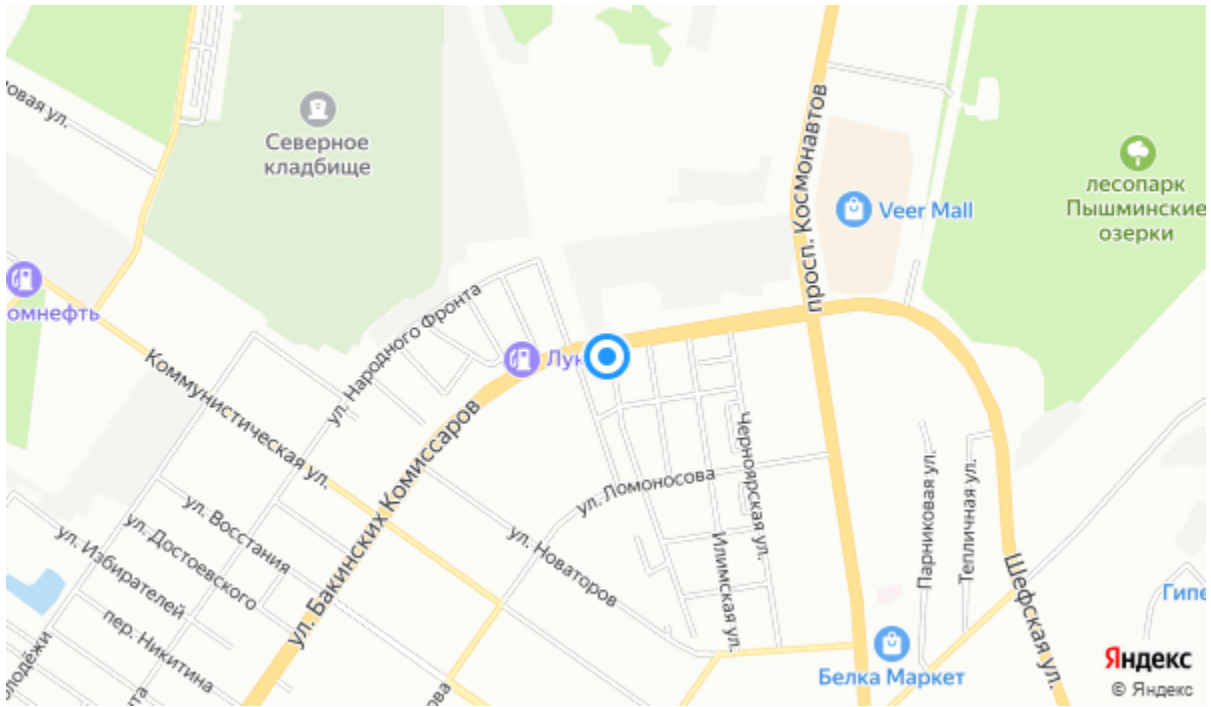 Северное
кладбище
просп. Космонавтов
Veer Mall
лесопарк
Пышминские
озерки
ул. Народного Фронта
Коммунистическая ул.
ул. Бакинских Комиссаров
ул. Ломоносова
Черноярская ул.
Илимская ул.
ул. Новаторов
ул. Восстания
ул. Достоевского
ул. Избирателей
пер. Никитина
Парниковая ул.
Тепличная ул.
Шефская ул.
Белка Маркет
Яндекс
© Яндекс